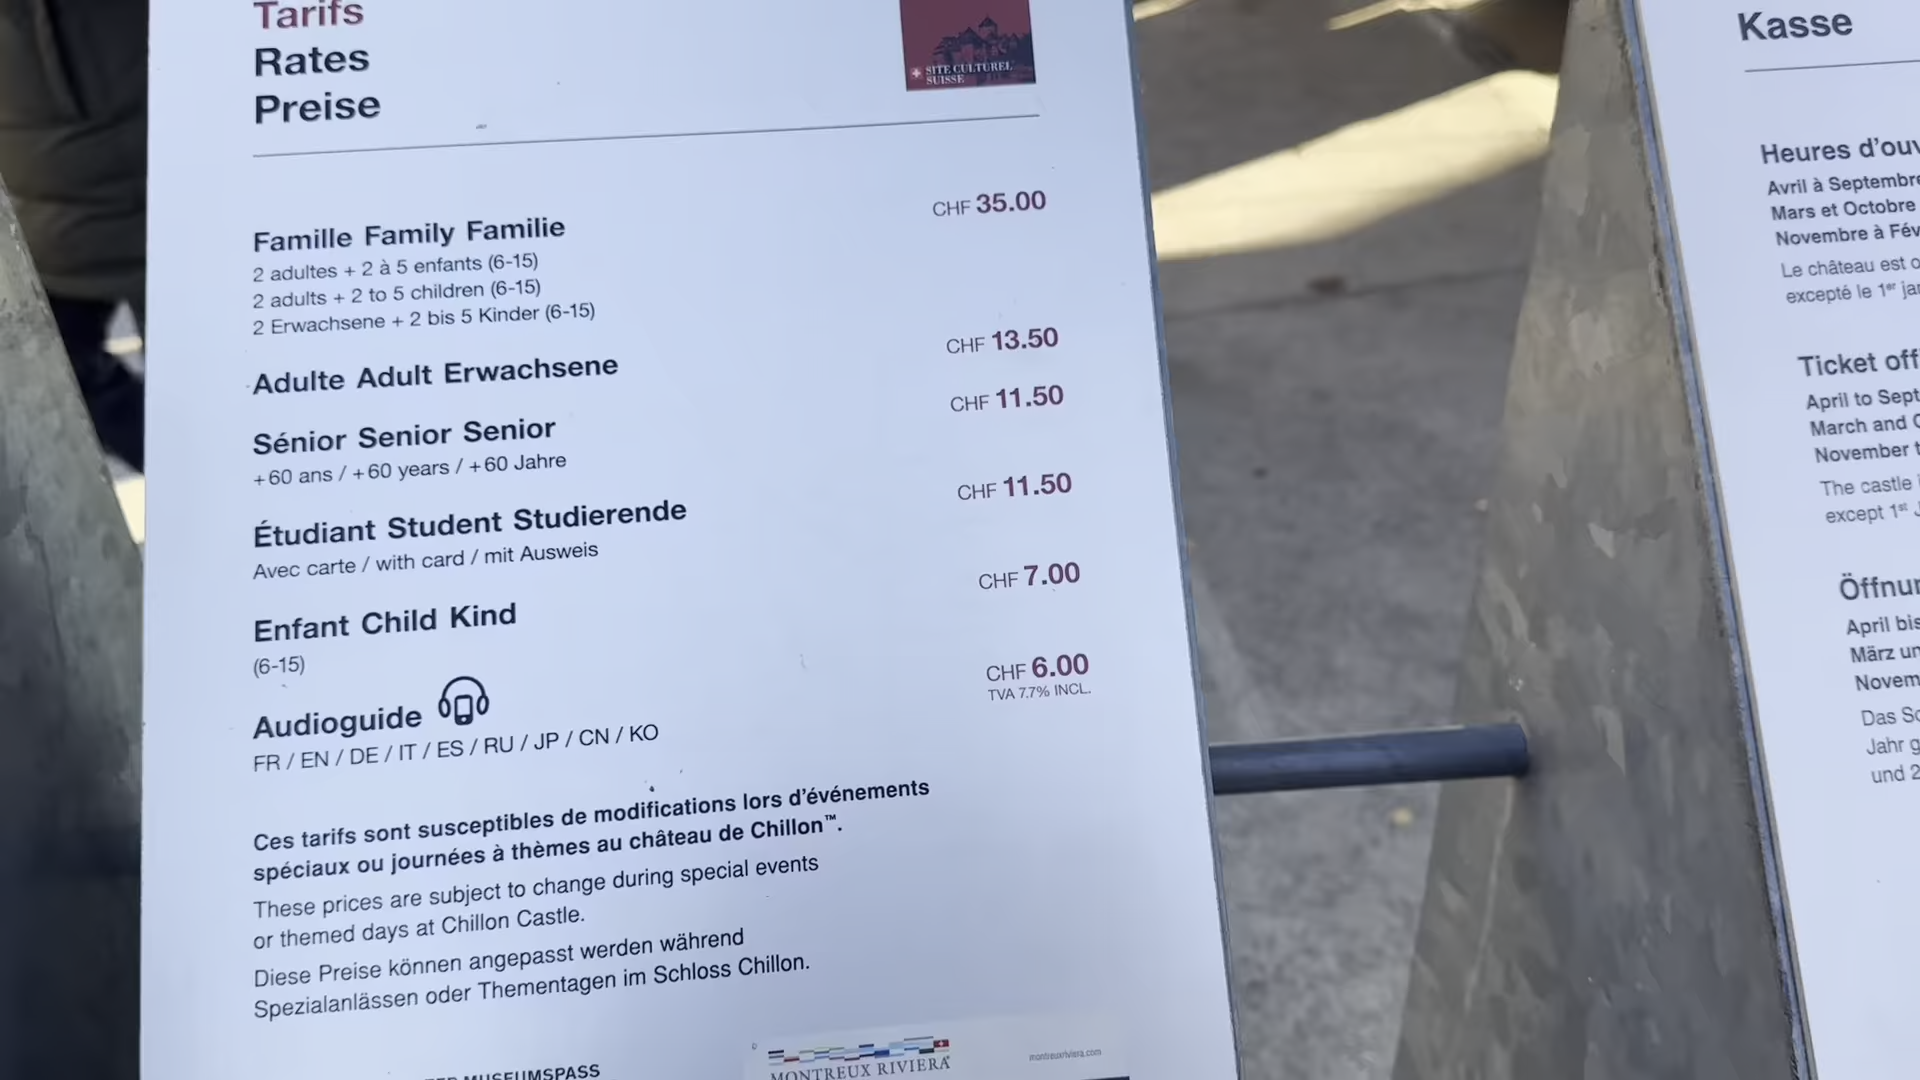 Tarifs
Rates
Preise
SITE CULTUREL
SUISSE
Famille Family Familie
CHF 35.00
2 adultes + 2 à 5 enfants (6-15)
2 adults + 2 to 5 children (6-15)
2 Erwachsene + 2 bis 5 Kinder (6-15)
Adulte Adult Erwachsene
CHF 13.50
Sénior Senior Senior
CHF 11.50
+60 ans / +60 years / +60 Jahre
Étudiant Student Studierende
CHF 11.50
Avec carte / with card / mit Ausweis
Enfant Child Kind
CHF 7.00
(6-15)
Audioguide
CHF 6.00
TVA 7.7% INCL.
FR / EN / DE / IT / ES / RU / JP / CN / KO
Ces tarifs sont susceptibles de modifications lors d'événements
spéciaux ou journées à thèmes au château de Chillon™.
These prices are subject to change during special events
or themed days at Chillon Castle.
Diese Preise können angepasst werden während
Spezialanlässen oder Thementagen im Schloss Chillon.
MUSEUMSPASS
MONTREUX RIVIERA
montreuxriviera.com
Kasse
Heures d'ouv
Avril à Septembre
Mars et Octobre
Novembre à Fév
Le château est o
excepté le 1er jan
Ticket offi
April to Sept
March and O
November t
The castle i
except 1st J
Öffnun
April bis
März un
Novem
Das Sc
Jahr g
und 2